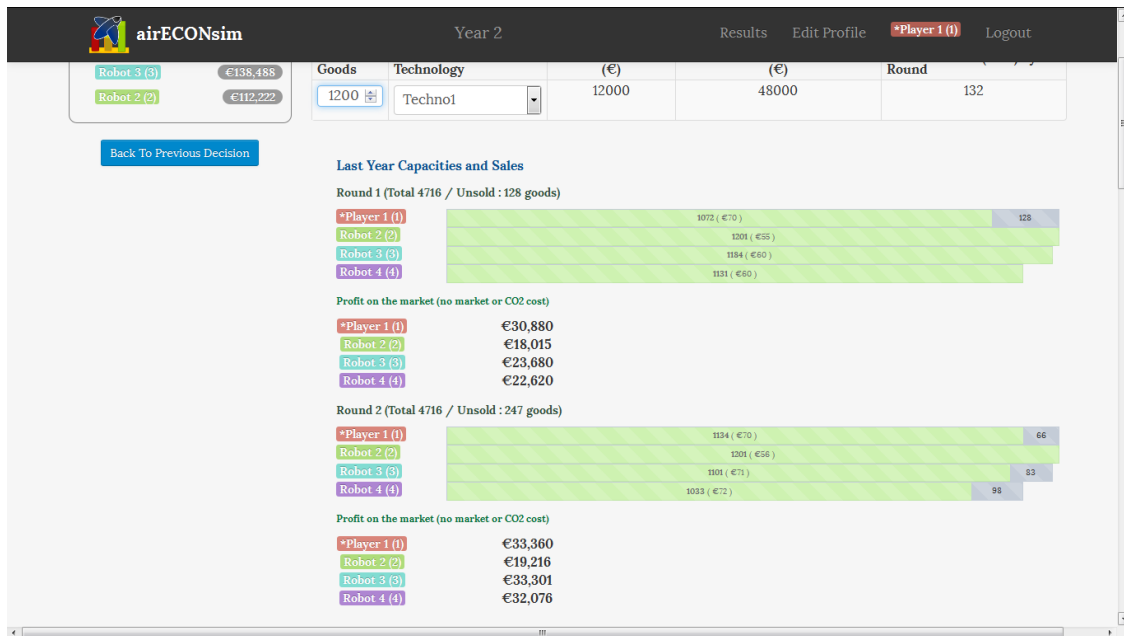 airECONsim Year 2 Results Edit Profile *Player 1 (1) Logout
Robot 3 (3) €138,488 Goods Technology (€) (€) Round
Robot 2 (2) €112,222 1200 Techno1 12000 48000 132
Back To Previous Decision
Last Year Capacities and Sales
Round 1 (Total 4716 / Unsold : 128 goods)
*Player 1 (1) 1072 ( €70 ) 128
Robot 2 (2) 1201 ( €55 )
Robot 3 (3) 1184 ( €60 )
Robot 4 (4) 1131 ( €60 )
Profit on the market (no market or CO2 cost)
*Player 1 (1) €30,880
Robot 2 (2) €18,015
Robot 3 (3) €23,680
Robot 4 (4) €22,620
Round 2 (Total 4716 / Unsold : 247 goods)
*Player 1 (1) 1134 ( €70 ) 66
Robot 2 (2) 1201 ( €56 )
Robot 3 (3) 1101 ( €71 ) 83
Robot 4 (4) 1033 ( €72 ) 98
Profit on the market (no market or CO2 cost)
*Player 1 (1) €33,360
Robot 2 (2) €19,216
Robot 3 (3) €33,301
Robot 4 (4) €32,076